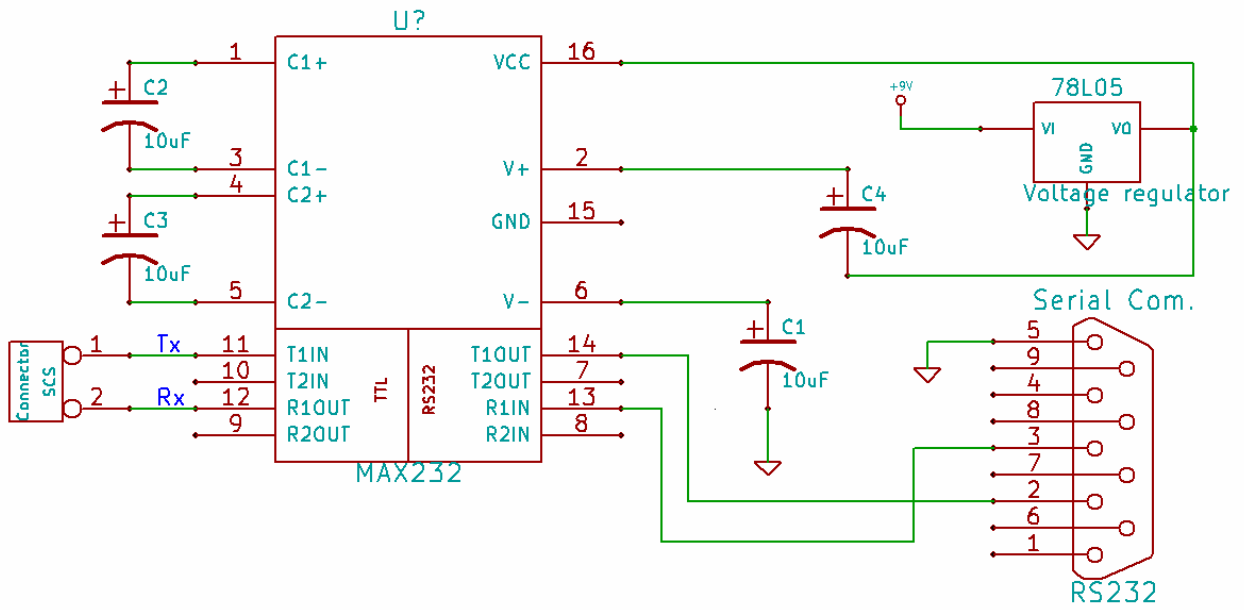 U?
1
C1+
VCC
16
+
C2
10uF
+9V
78L05
VI
VO
GND
Voltage regulator
3
C1-
V+
2
4
C2+
+
C3
10uF
GND
15
+
C4
10uF
5
C2-
V-
6
+
C1
10uF
Serial Com.
Connector
SCS
1
Tx
11
T1IN
T1OUT
14
10
T2IN
T2OUT
7
2
Rx
12
R1OUT
R1IN
13
9
R2OUT
R2IN
8
TTL
RS232
MAX232
5
9
4
8
3
7
2
6
1
RS232